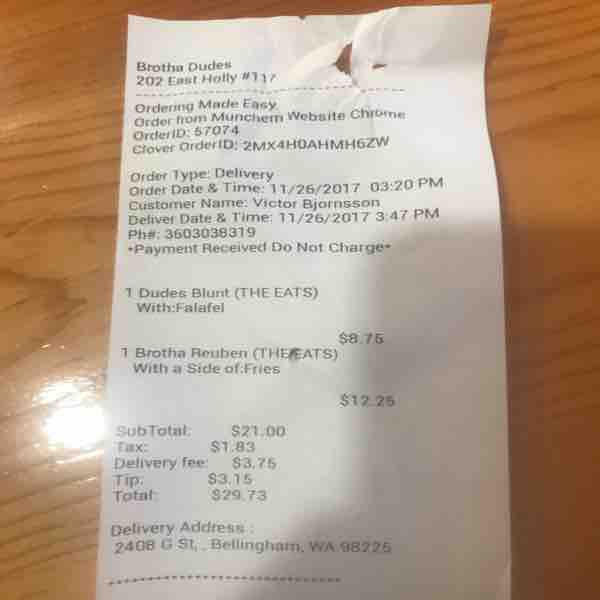 Brotha Dudes
202 East Holly #117
Ordering Made Easy
Order from Munchem Website Chrome
OrderID: 57074
Clover OrderID: 2MX4H0AHMH6ZW
Order Type: Delivery
Order Date & Time: 11/26/2017 03:20 PM
Customer Name: Victor Bjornsson
Deliver Date & Time: 11/26/2017 3:47 PM
Ph#: 3603038319
*Payment Received Do Not Charge*
1 Dudes Blunt (THE EATS)
With:Falafel
$8.75
1 Brotha Reuben (THE EATS)
With a Side of:Fries
$12.25
SubTotal: $21.00
Tax: $1.83
Delivery fee: $3.75
Tip: $3.15
Total: $29.73
Delivery Address :
2408 G St, , Bellingham, WA 98225